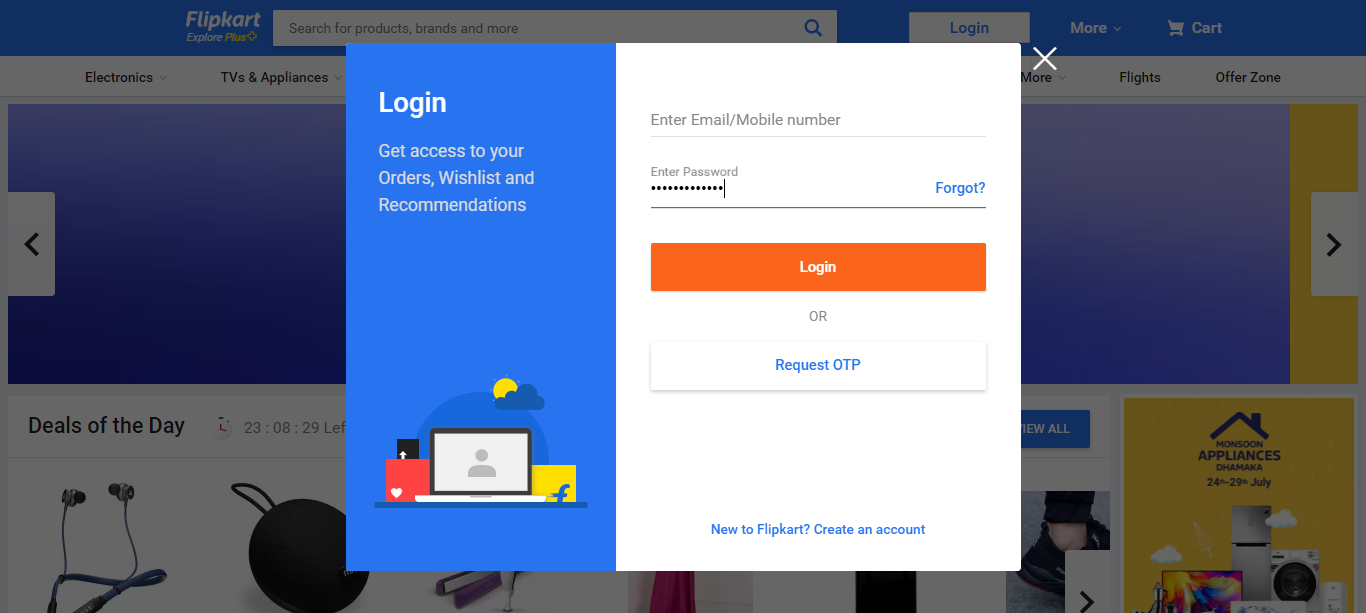 Flipkart
Explore Plus
Search for products, brands and more
Login
More
Cart
Electronics
TVs & Appliances
More
Flights
Offer Zone
Login
Get access to your
Orders, Wishlist and
Recommendations
Enter Email/Mobile number
Enter Password
•••••••••••••
Forgot?
Login
OR
Request OTP
New to Flipkart? Create an account
Deals of the Day
23 : 08 : 29 Lef
VIEW ALL
MONSOON
APPLIANCES
DHAMAKA
24th-29th July